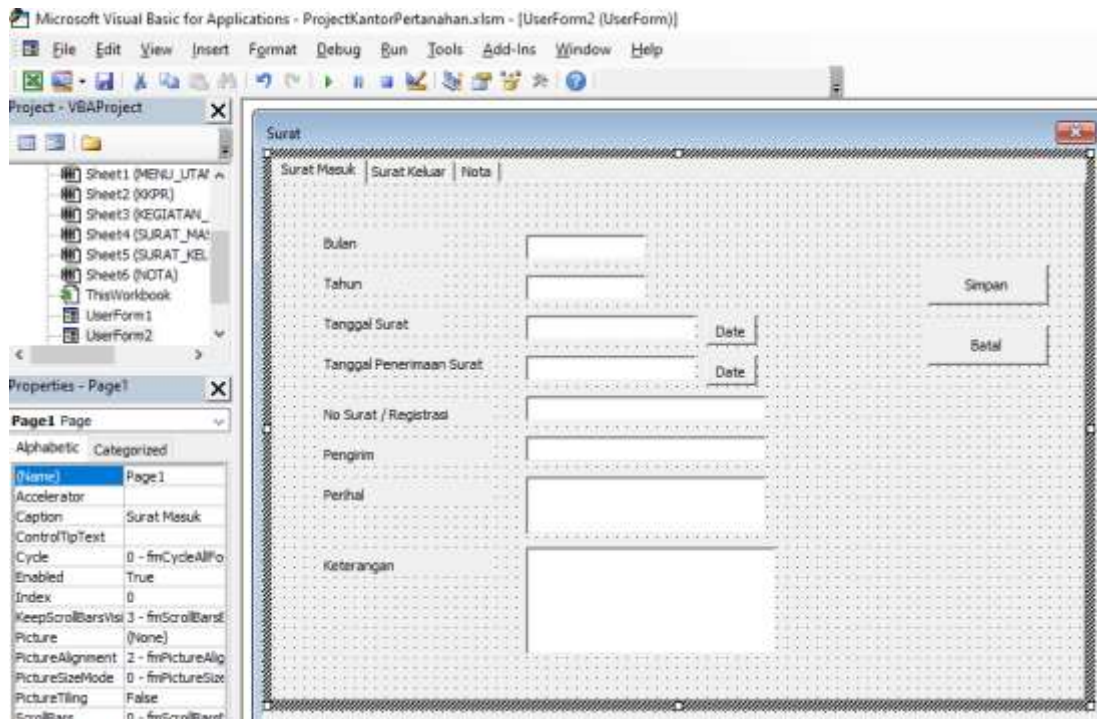 Microsoft Visual Basic for Applications - ProjectKantorPertanahan.xlsm - [UserForm2 (UserForm)]
File Edit View Insert Format Debug Run Tools Add-Ins Window Help
Project - VBAProject
Sheet1 (MENU_UTA
Sheet2 (KKPR)
Sheet3 (KEGIATAN_
Sheet4 (SURAT_MA
Sheet5 (SURAT_KEL
Sheet6 (NOTA)
ThisWorkbook
UserForm1
UserForm2
Properties - Page1
Page1 Page
Alphabetic Categorized
(Name) Page1
Accelerator
Caption Surat Masuk
ControlTipText
Cycle 0 - fmCycleAllFo
Enabled True
Index 0
KeepScrollBarsVisi 3 - fmScrollBarsE
Picture (None)
PictureAlignment 2 - fmPictureAlig
PictureSizeMode 0 - fmPictureSize
PictureTiling False
ScrollBars 0 - fmScrollBars
Surat
Surat Masuk Surat Keluar Nota
Bulan
Tahun
Tanggal Surat Date
Tanggal Penerimaan Surat Date
No Surat / Registrasi
Pengirim
Perihal
Keterangan
Simpan
Batal